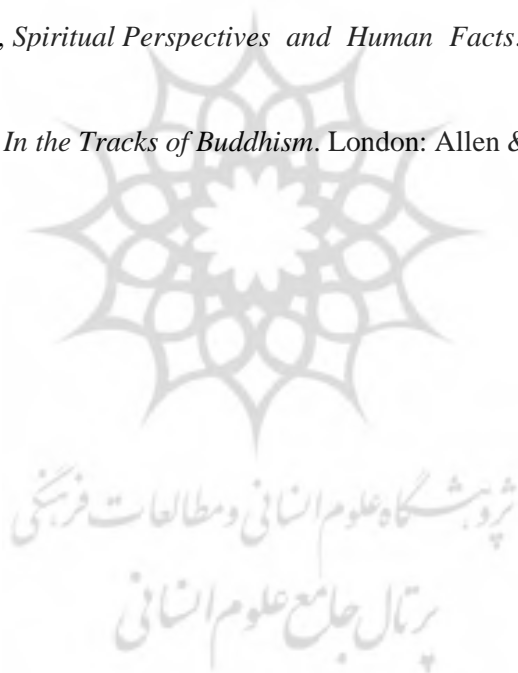 , Spiritual Perspectives and Human Facts.
In the Tracks of Buddhism. London: Allen &
پژوهشگاه علوم انسانی و مطالعات فرهنگی
پرتال جامع علوم انسانی